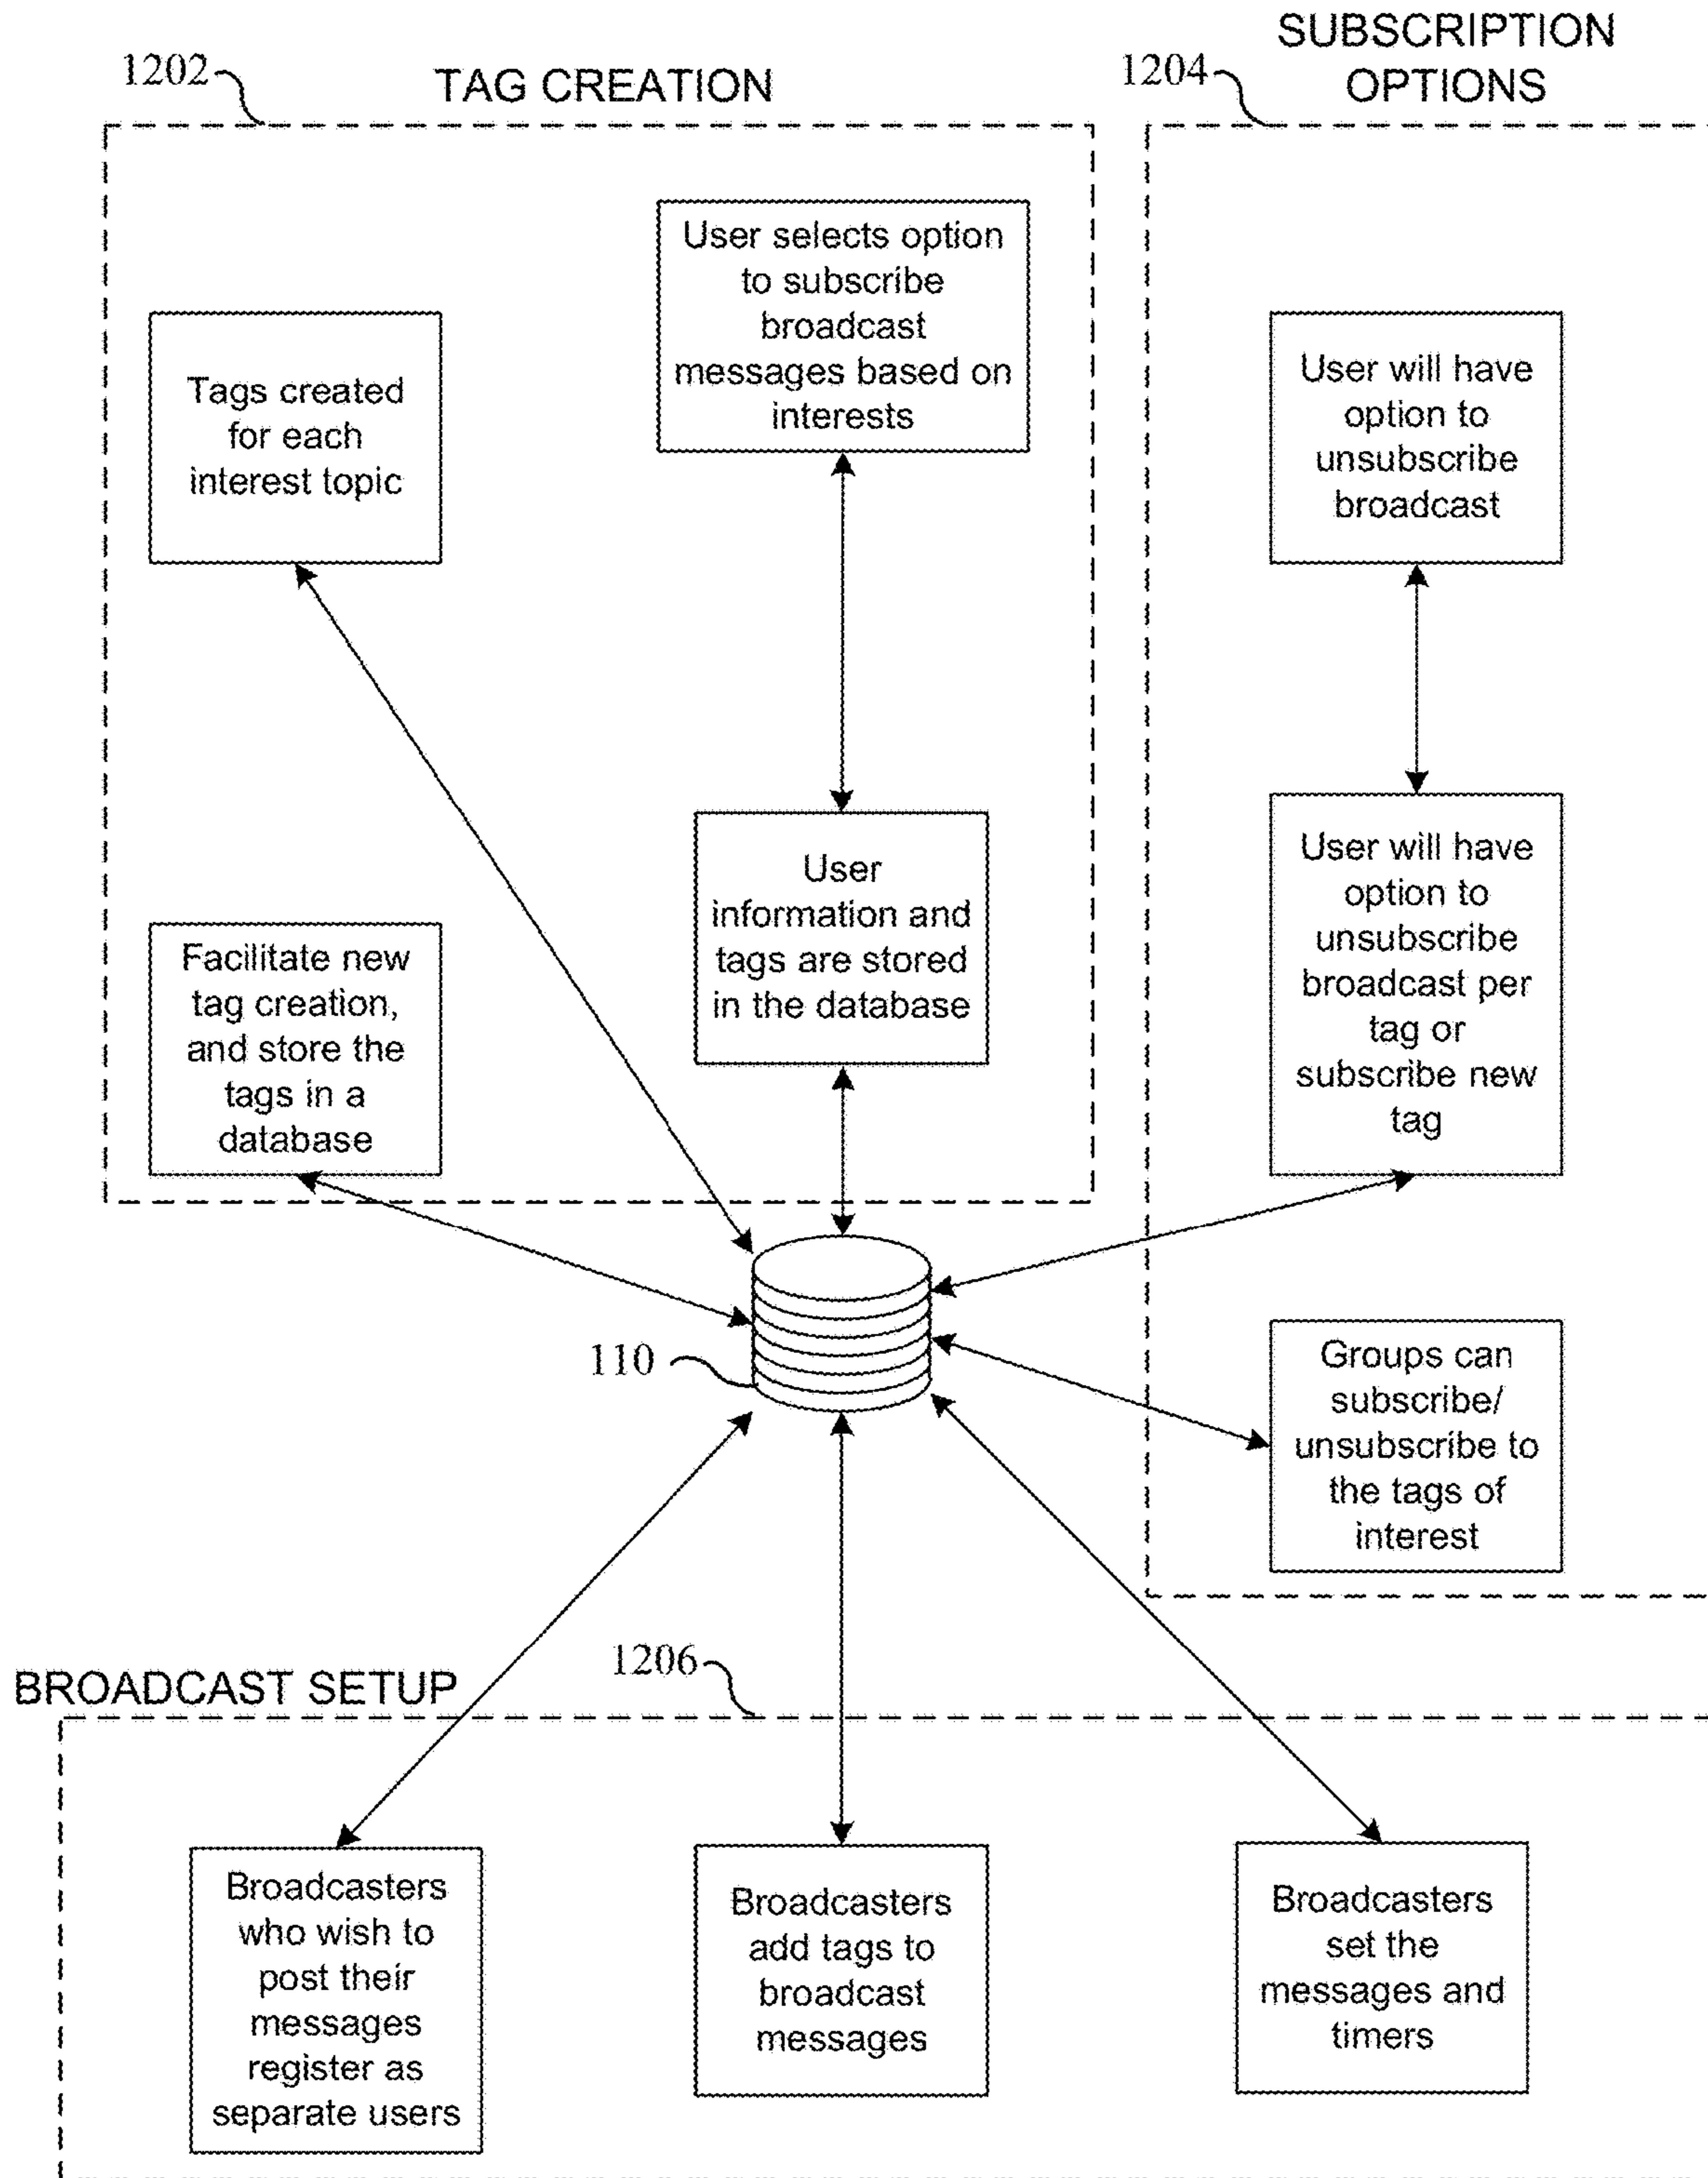 SUBSCRIPTION
OPTIONS
1202
TAG CREATION
1204
User selects option
to subscribe
broadcast
messages based on
interests
Tags created
for each
interest topic
User will have
option to
unsubscribe
broadcast
User
information and
tags are stored
in the database
User will have
option to
unsubscribe
broadcast per
tag or
subscribe new
tag
Facilitate new
tag creation,
and store the
tags in a
database
110
Groups can
subscribe/
unsubscribe to
the tags of
interest
BROADCAST SETUP
1206
Broadcasters
who wish to
post their
messages
register as
separate users
Broadcasters
add tags to
broadcast
messages
Broadcasters
set the
messages and
timers